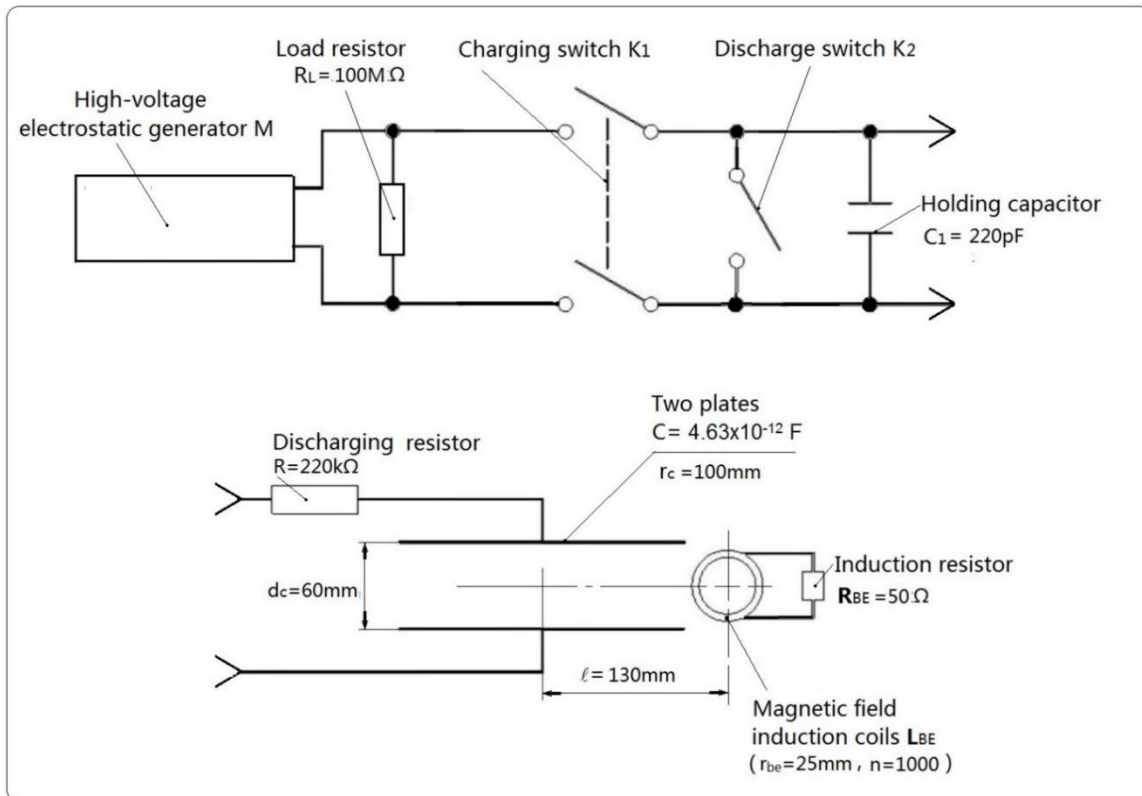 Load resistor
RL=100MΩ
Charging switch K1
Discharge switch K2
High-voltage
electrostatic generator M
Holding capacitor
C1 = 220pF
Two plates
C= 4.63x10-12 F
rc =100mm
Discharging resistor
R=220kΩ
dc=60mm
Induction resistor
RBE =50Ω
ℓ= 130mm
Magnetic field
induction coils LBE
( rbe=25mm , n=1000 )